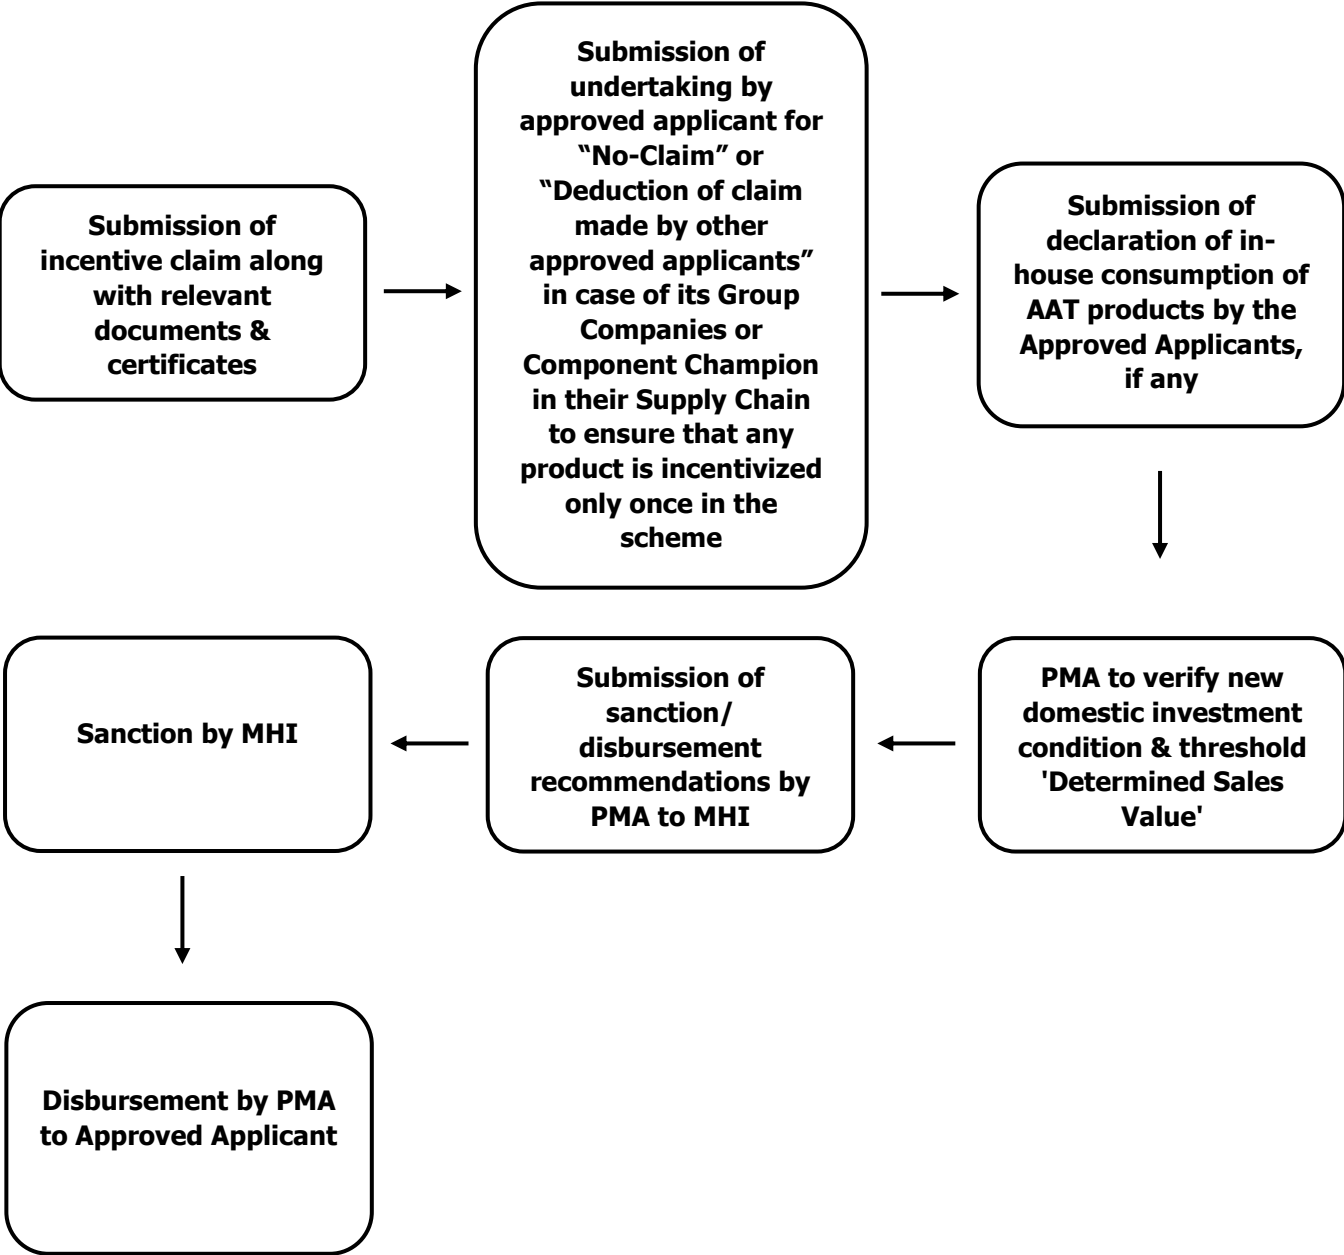 Submission of
incentive claim along
with relevant
documents &
certificates
Submission of
undertaking by
approved applicant for
“No-Claim” or
“Deduction of claim
made by other
approved applicants”
in case of its Group
Companies or
Component Champion
in their Supply Chain
to ensure that any
product is incentivized
only once in the
scheme
Submission of
declaration of in-
house consumption of
AAT products by the
Approved Applicants,
if any
PMA to verify new
domestic investment
condition & threshold
'Determined Sales
Value'
Submission of
sanction/
disbursement
recommendations by
PMA to MHI
Sanction by MHI
Disbursement by PMA
to Approved Applicant